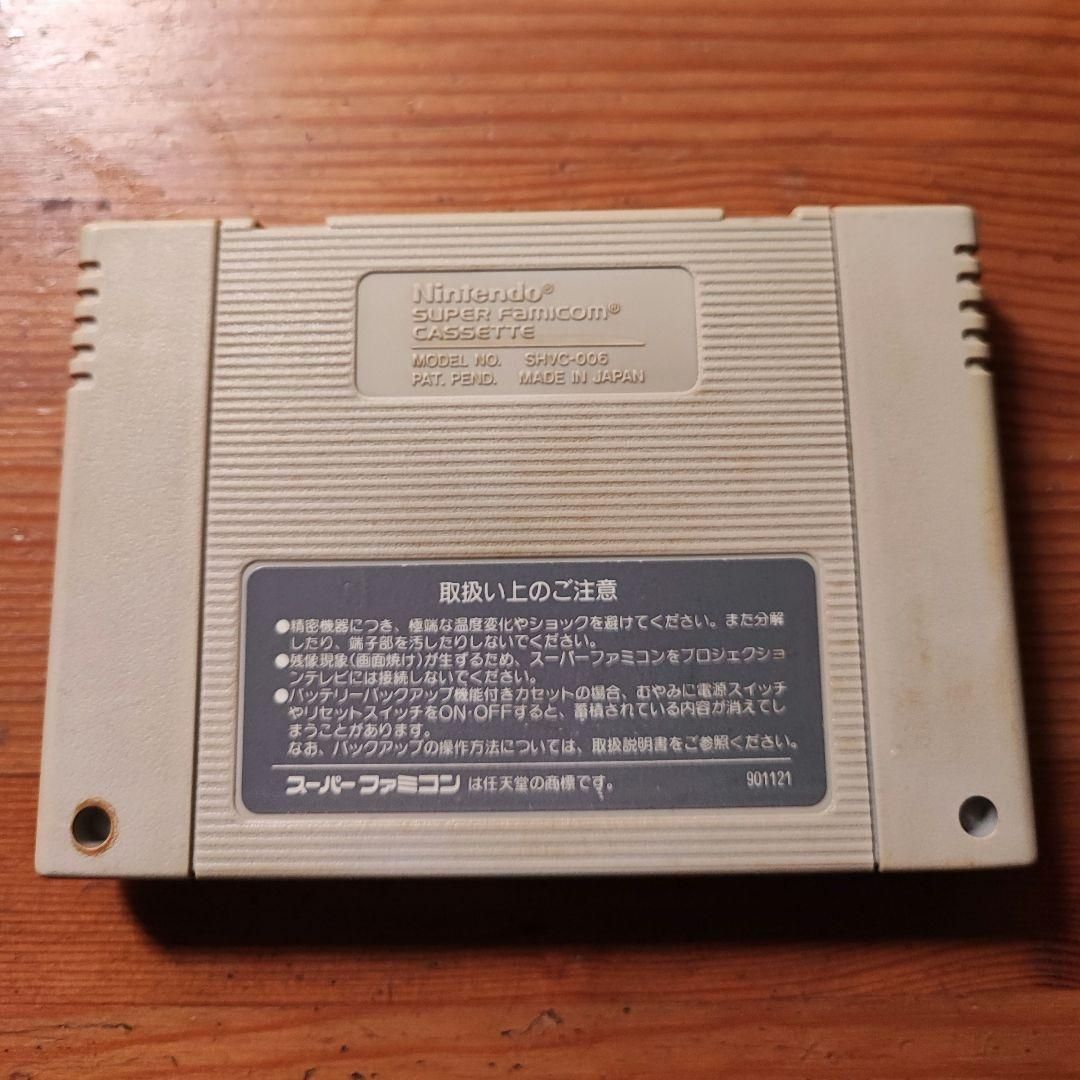 Nintendo®
SUPER FAMICOM®
CASSETTE
MODEL NO. SHVC-006
PAT. PEND. MADE IN JAPAN
取扱い上のご注意
●精密機器につき、極端な温度変化やショックを避けてください。また分解
したり、端子部を汚したりしないでください。
●残像現象(画面焼け)が生ずるため、スーパーファミコンをプロジェクショ
ンテレビには接続しないでください。
●バッテリーバックアップ機能付きカセットの場合、むやみに電源スイッチ
やリセットスイッチをON・OFFすると、蓄積されている内容が消えてし
まうことがあります。
なお、バックアップの操作方法については、取扱説明書をご参照ください。
スーパーファミコン は任天堂の商標です。 901121